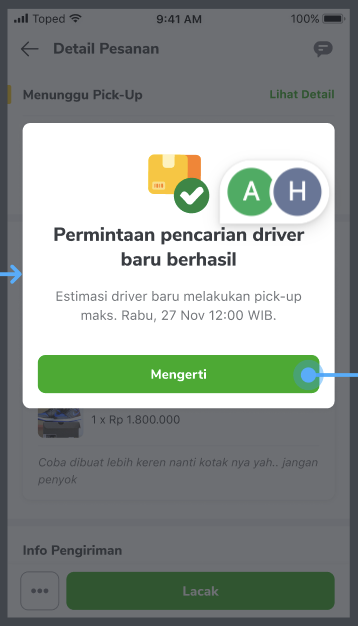 Toped 9:41 AM 100%
Detail Pesanan
Menunggu Pick-Up Lihat Detail
A H
Permintaan pencarian driver
baru berhasil
Estimasi driver baru melakukan pick-up
maks. Rabu, 27 Nov 12:00 WIB.
Mengerti
1 x Rp 1.800.000
Coba dibuat lebih keren nanti kotak nya yah.. jangan
penyok
Info Pengiriman
Lacak